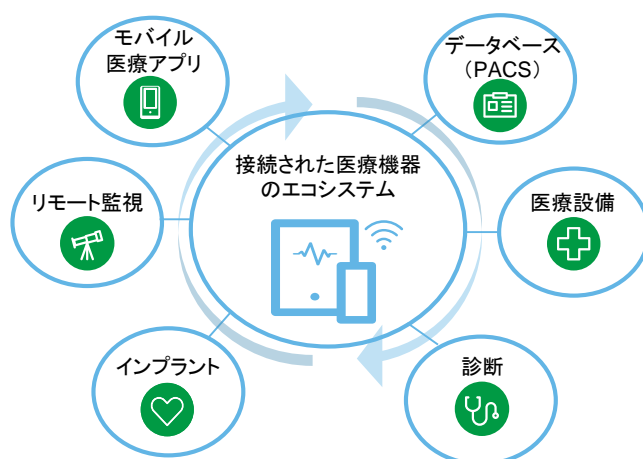 モバイル
医療アプリ
データベース
（PACS）
接続された医療機器
のエコシステム
リモート監視
医療設備
インプラント
診断